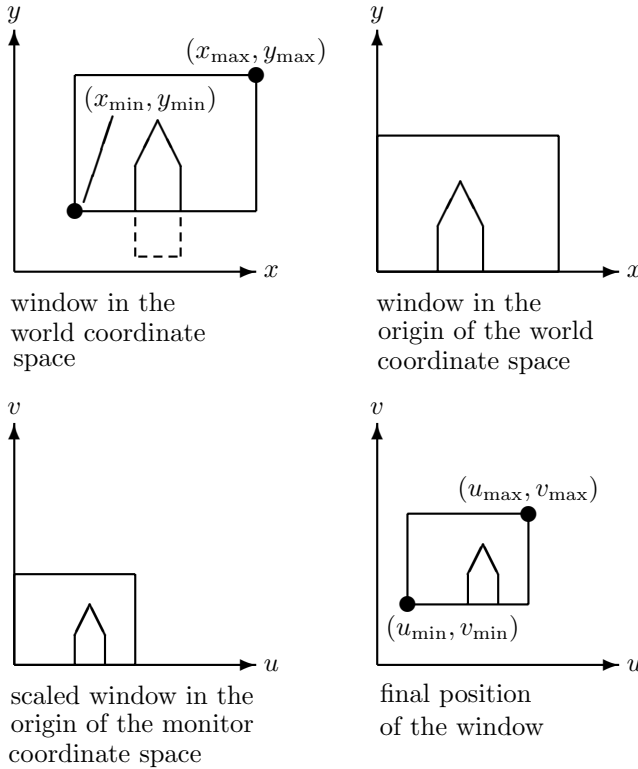 y
(x_max, y_max)
(x_min, y_min)
x
window in the
world coordinate
space
y
x
window in the
origin of the world
coordinate space
v
u
scaled window in the
origin of the monitor
coordinate space
v
(u_max, v_max)
(u_min, v_min)
u
final position
of the window